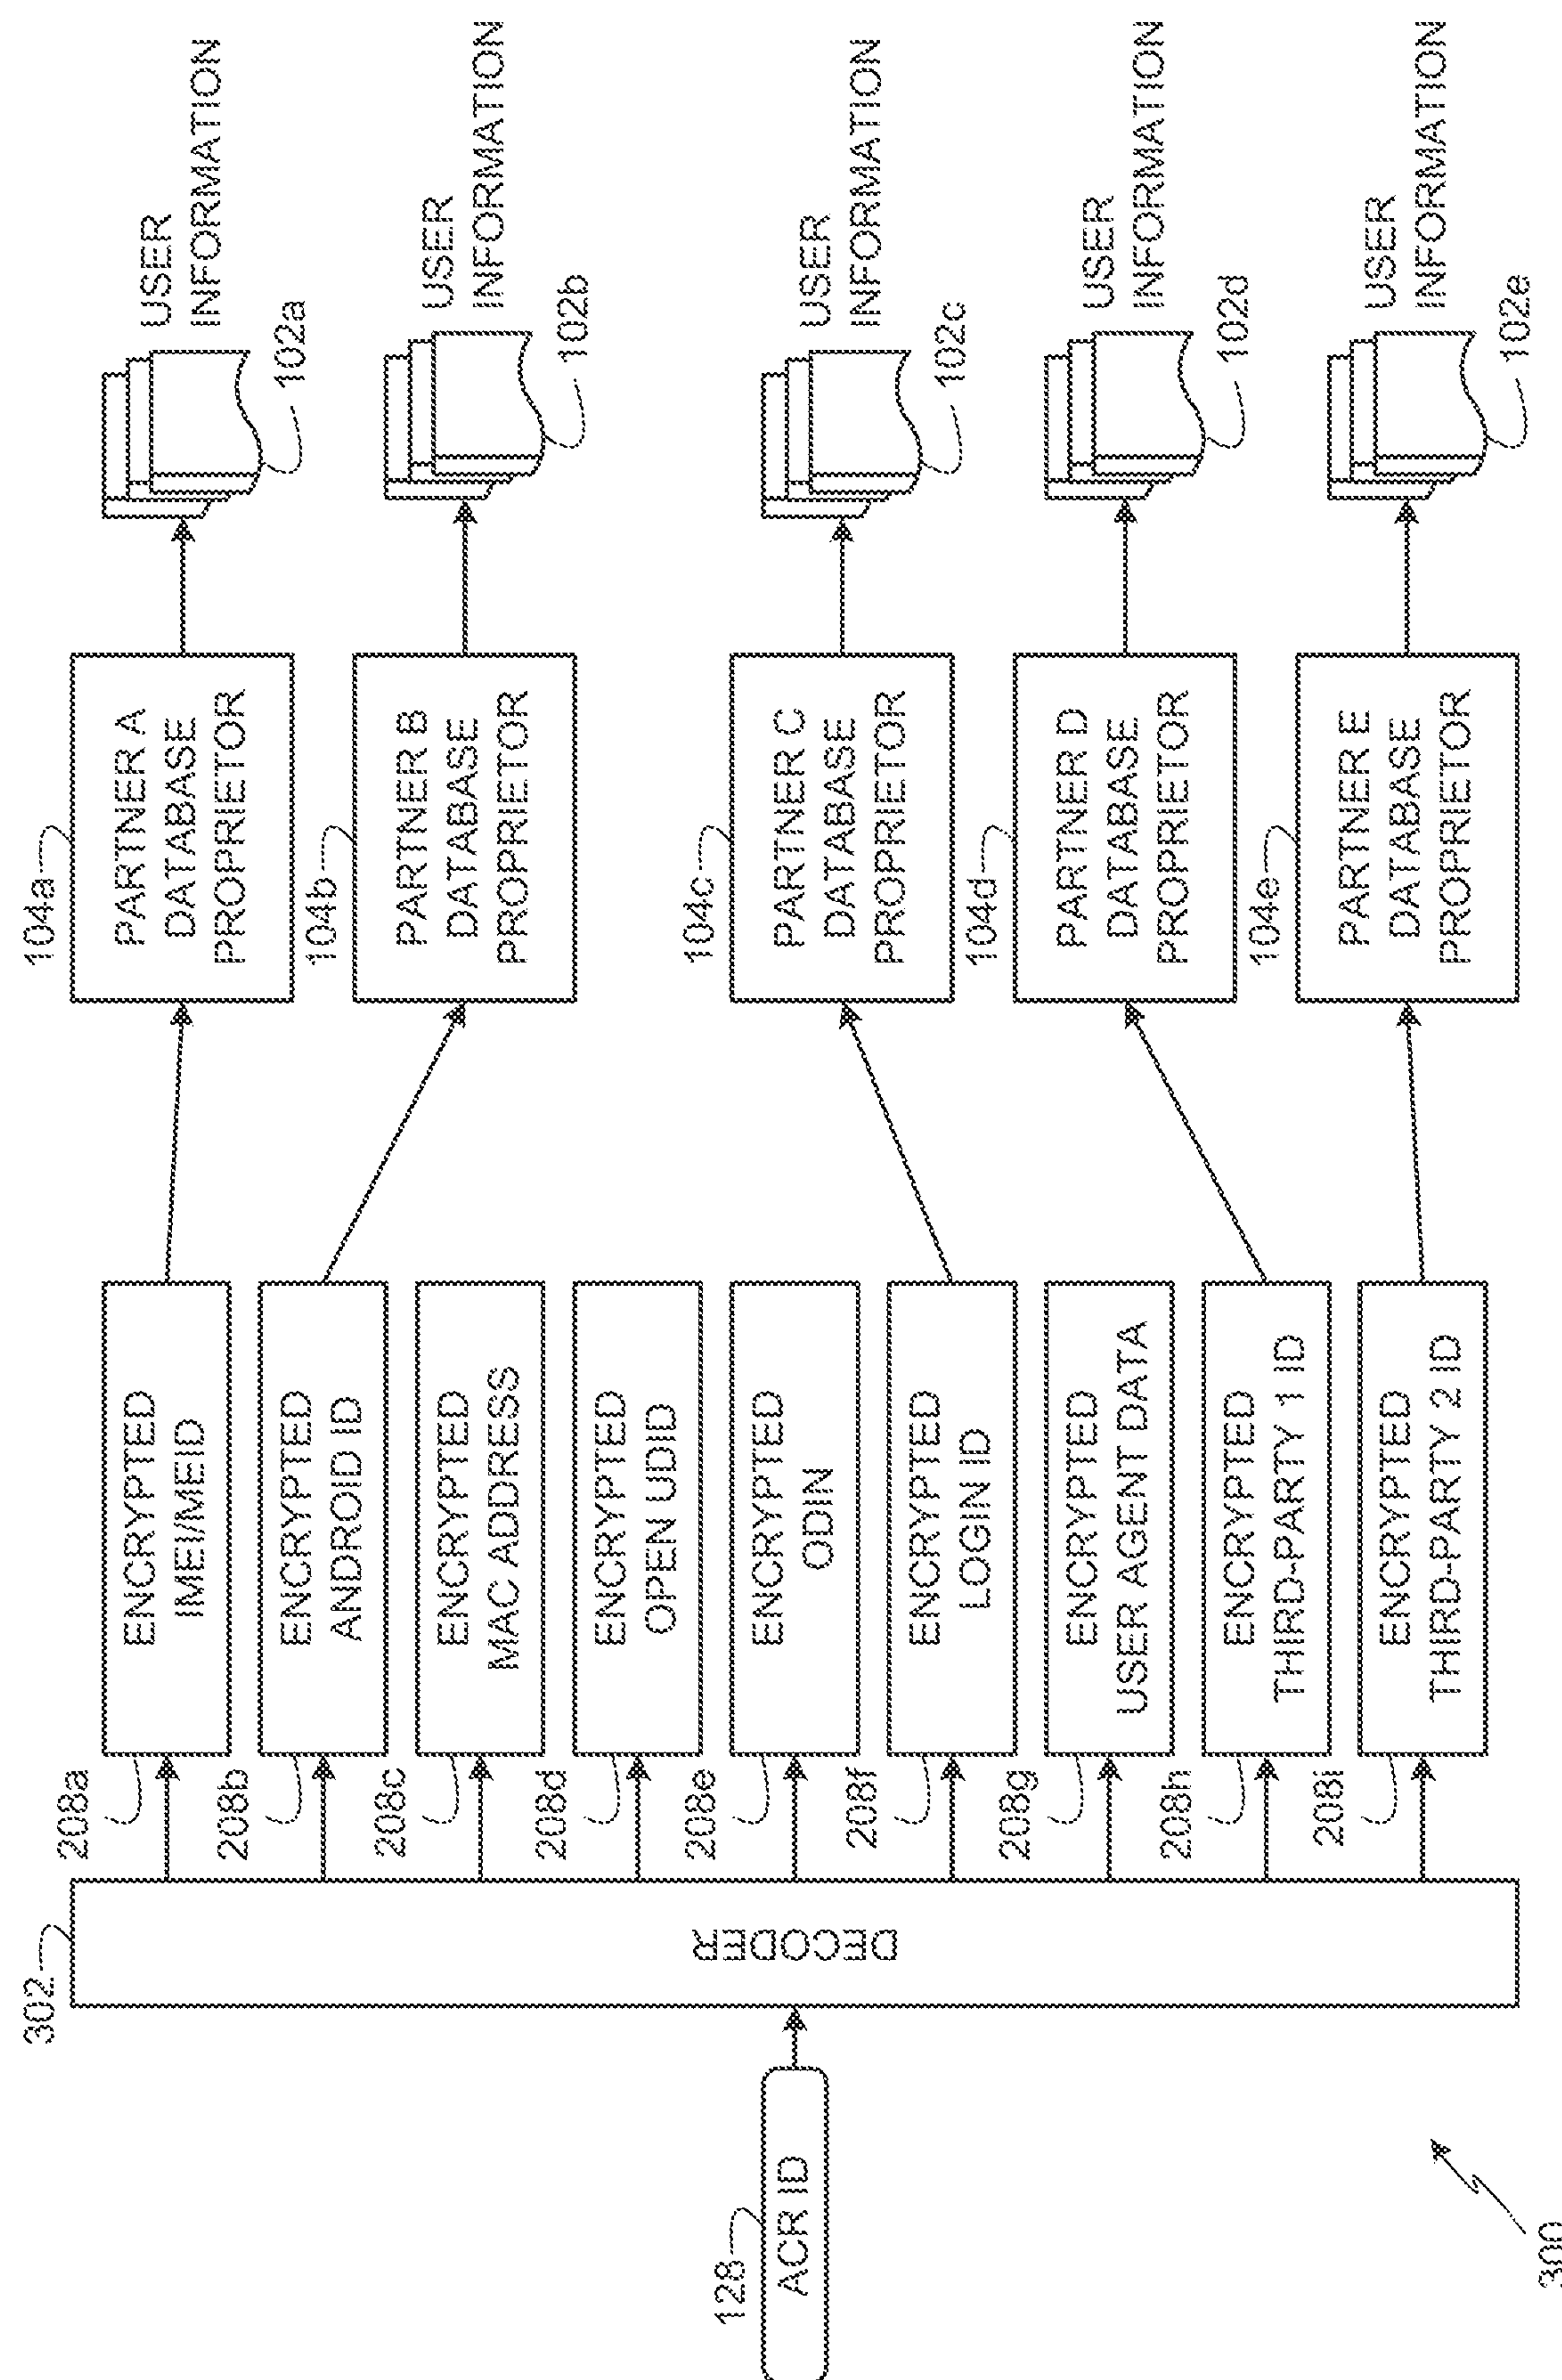 128
ACR ID
300
302
DECODER
208a
ENCRYPTED
IMEI/MEID
208b
ENCRYPTED
ANDROID ID
208c
ENCRYPTED
MAC ADDRESS
208d
ENCRYPTED
OPEN UDID
208e
ENCRYPTED
ODIN
208f
ENCRYPTED
LOGIN ID
208g
ENCRYPTED
USER AGENT DATA
208h
ENCRYPTED
THIRD-PARTY 1 ID
208i
ENCRYPTED
THIRD-PARTY 2 ID
104a
PARTNER A
DATABASE
PROPRIETOR
104b
PARTNER B
DATABASE
PROPRIETOR
104c
PARTNER C
DATABASE
PROPRIETOR
104d
PARTNER D
DATABASE
PROPRIETOR
104e
PARTNER E
DATABASE
PROPRIETOR
USER
INFORMATION
102a
USER
INFORMATION
102b
USER
INFORMATION
102c
USER
INFORMATION
102d
USER
INFORMATION
102e